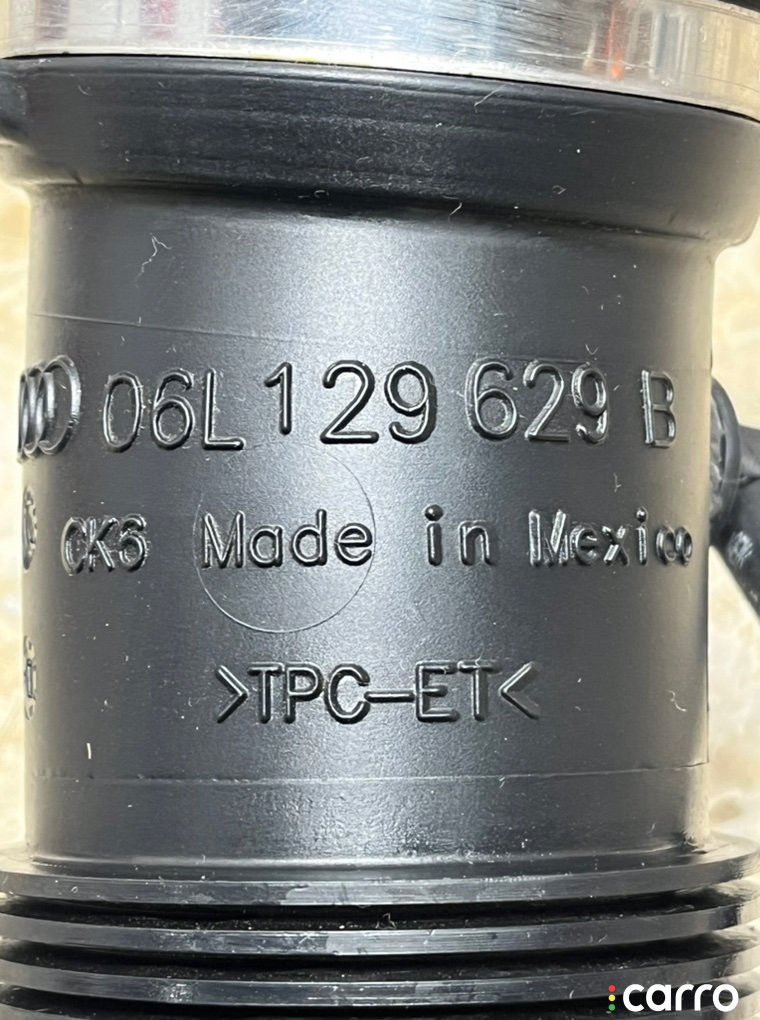 06L 129 629 B
CK6 Made in Mexico
>TPC-ET<
carro